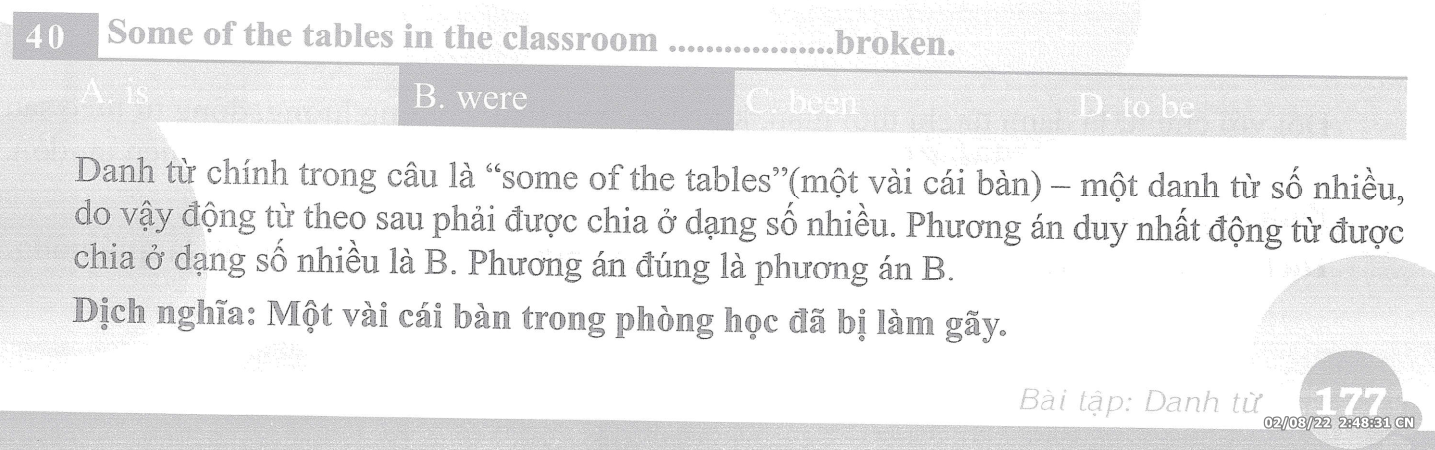 40 Some of the tables in the classroom ..................broken.
A. is B. were C. been D. to be
Danh từ chính trong câu là “some of the tables”(một vài cái bàn) – một danh từ số nhiều,
do vậy động từ theo sau phải được chia ở dạng số nhiều. Phương án duy nhất động từ được
chia ở dạng số nhiều là B. Phương án đúng là phương án B.
Dịch nghĩa: Một vài cái bàn trong phòng học đã bị làm gãy.
Bài tập: Danh từ 177
02/08/22 2:48:31 CN